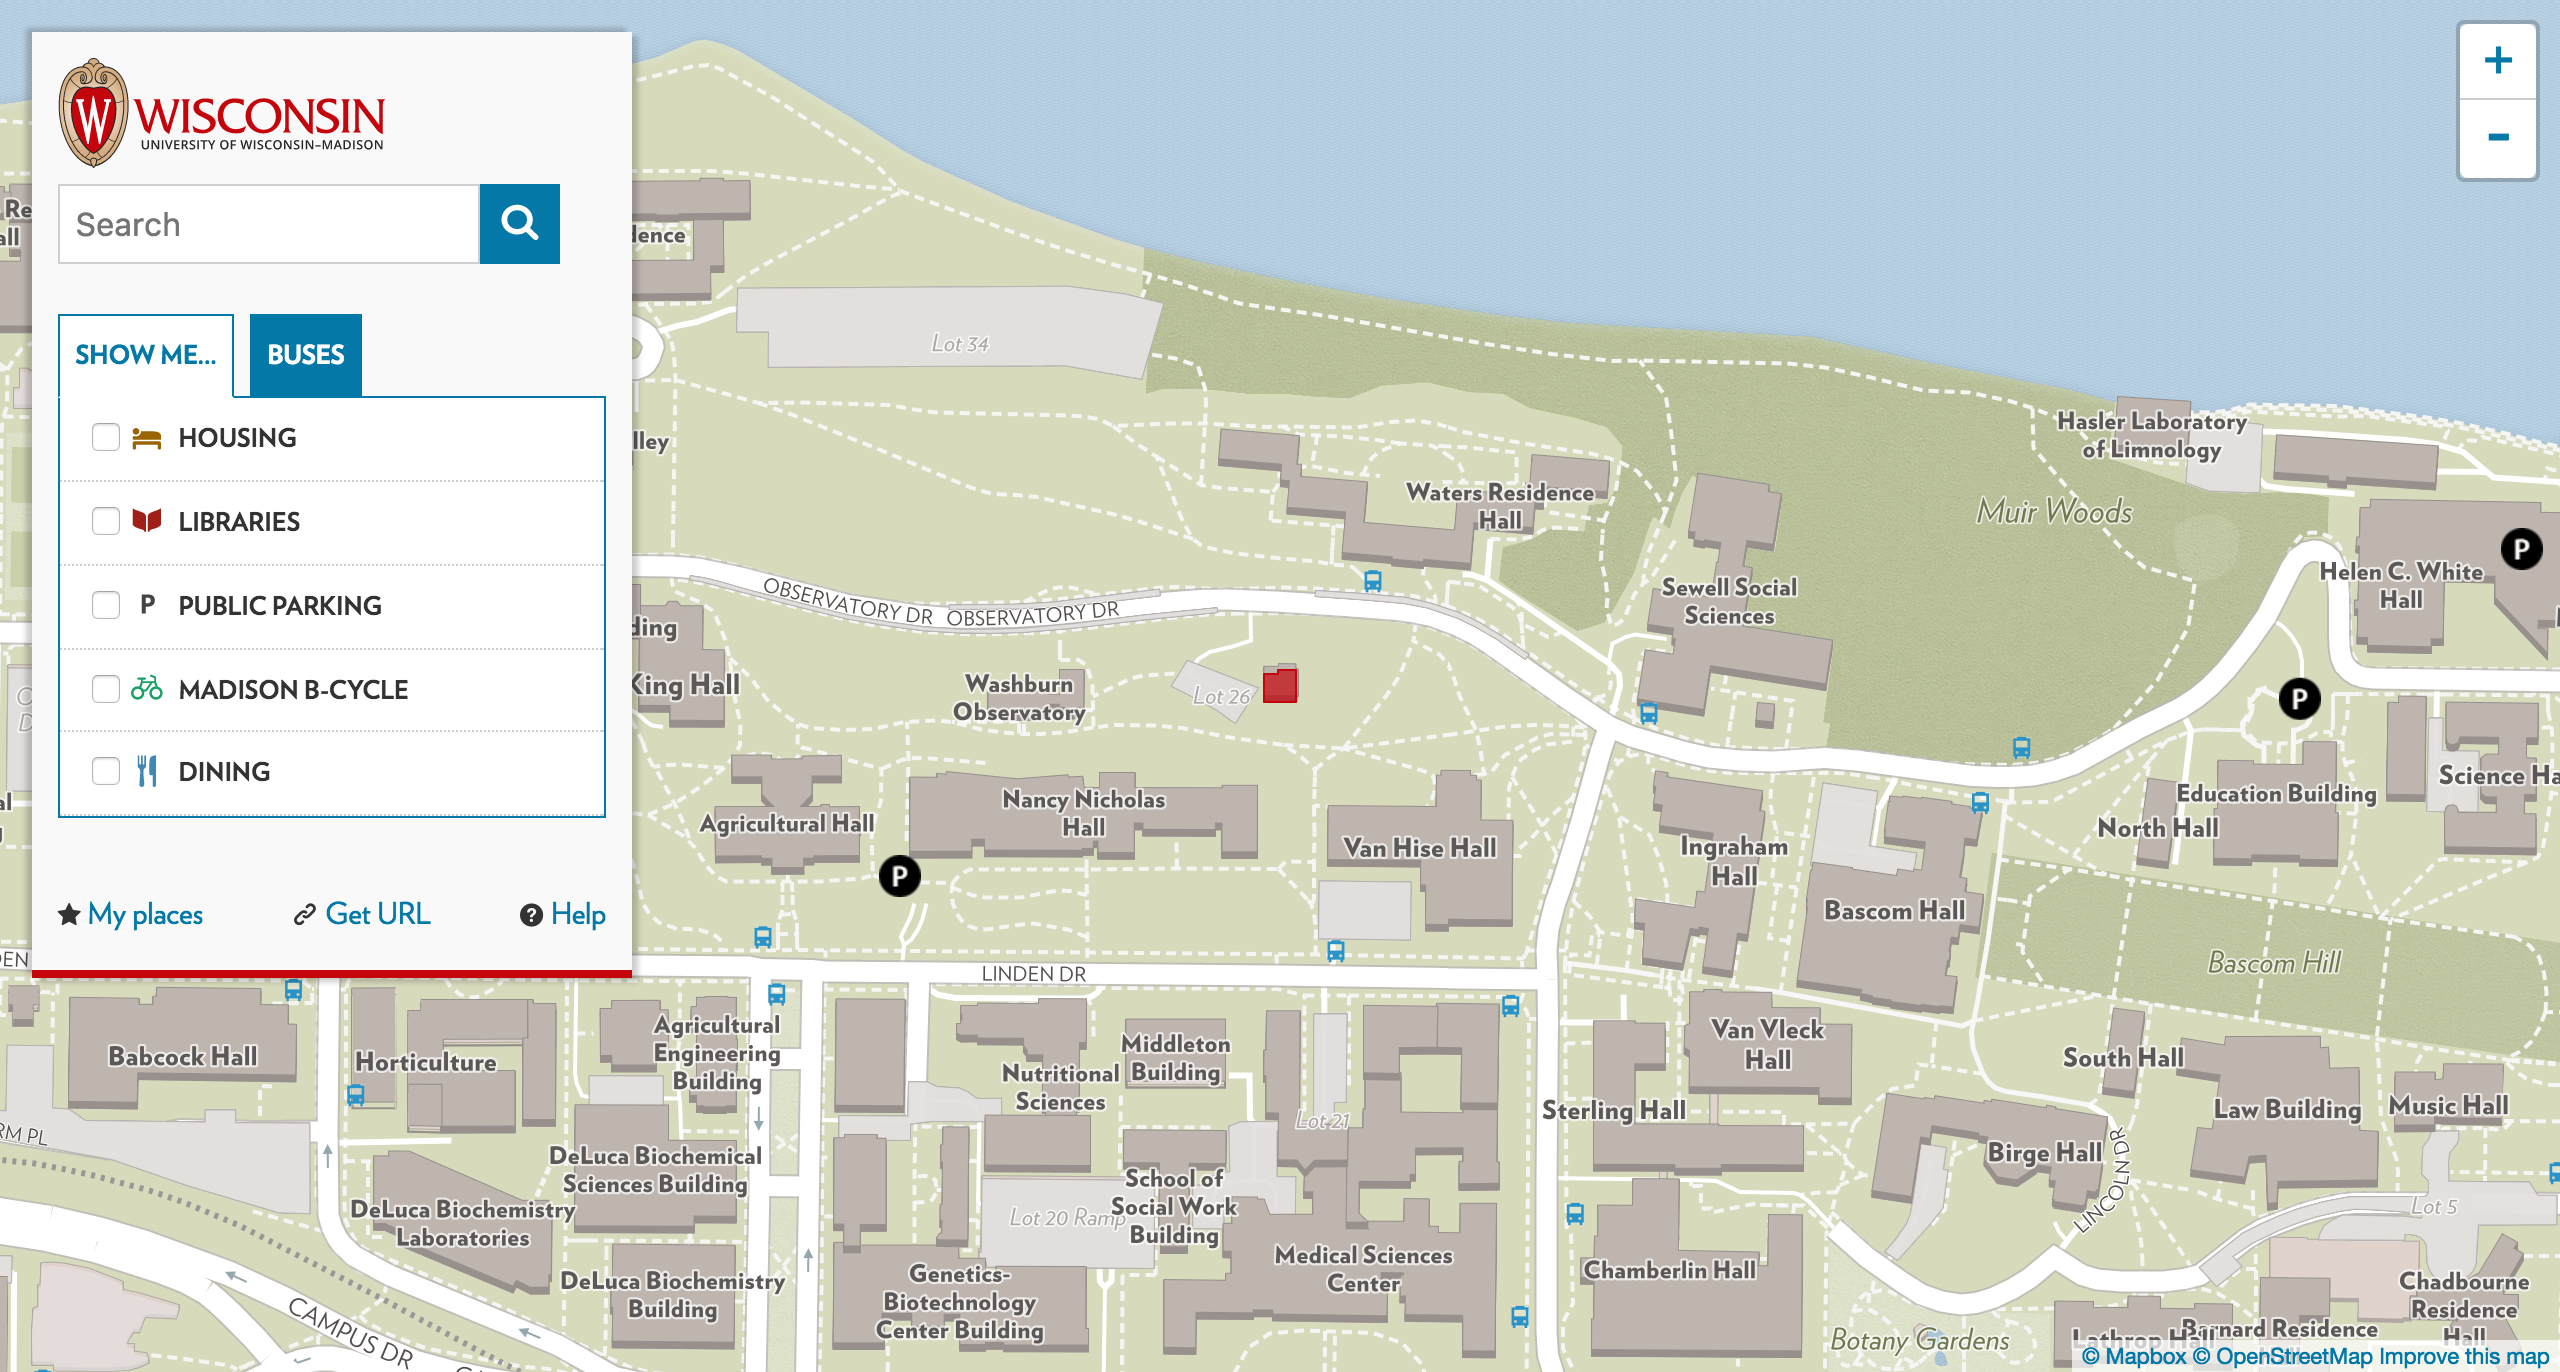 WISCONSIN
UNIVERSITY OF WISCONSIN–MADISON
Search
SHOW ME...
BUSES
HOUSING
LIBRARIES
P
PUBLIC PARKING
MADISON B-CYCLE
DINING
My places
Get URL
Help
+
-
Lot 34
Waters Residence
Hall
Hasler Laboratory
of Limnology
Muir Woods
Sewell Social
Sciences
P
Helen C. White
Hall
OBSERVATORY DR
OBSERVATORY DR
King Hall
Washburn
Observatory
Lot 26
P
Agricultural Hall
Nancy Nicholas
Hall
Van Hise Hall
Ingraham
Hall
North Hall
Education Building
Science Ha
P
Bascom Hall
Bascom Hill
LINDEN DR
Babcock Hall
Horticulture
Agricultural
Engineering
Building
Nutritional
Sciences
Middleton
Building
Van Vleck
Hall
South Hall
Sterling Hall
Lot 21
Law Building
Music Hall
Birge Hall
LINCOLN DR
RM PL
DeLuca Biochemical
Sciences Building
DeLuca Biochemistry
Laboratories
School of
Social Work
Building
Lot 20 Ramp
Lot 5
DeLuca Biochemistry
Building
Genetics-
Biotechnology
Center Building
Medical Sciences
Center
Chamberlin Hall
Chadbourne
Residence
Hall
CAMPUS DR
Botany Gardens
Lathrop Hall
Barnard Residence
© Mapbox © OpenStreetMap Improve this map